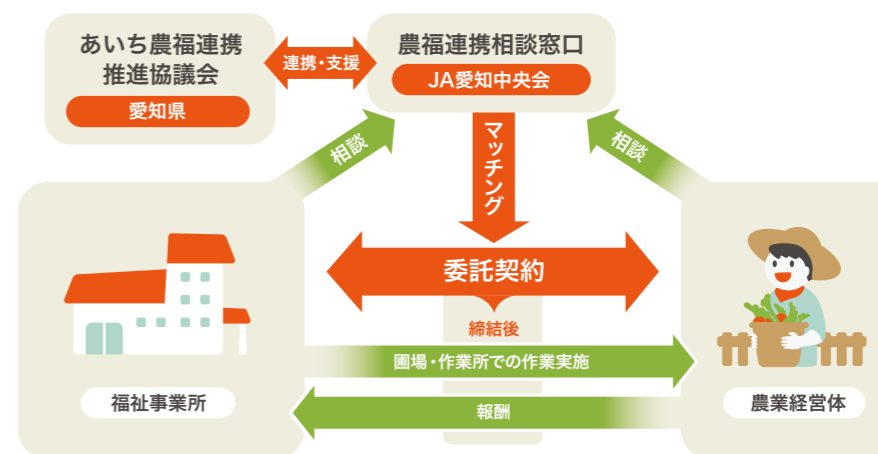 あいち農福連携
推進協議会
愛知県
連携・支援
農福連携相談窓口
JA愛知中央会
相談
マッチング
相談
委託契約
締結後
圃場・作業所での作業実施
報酬
福祉事業所
農業経営体